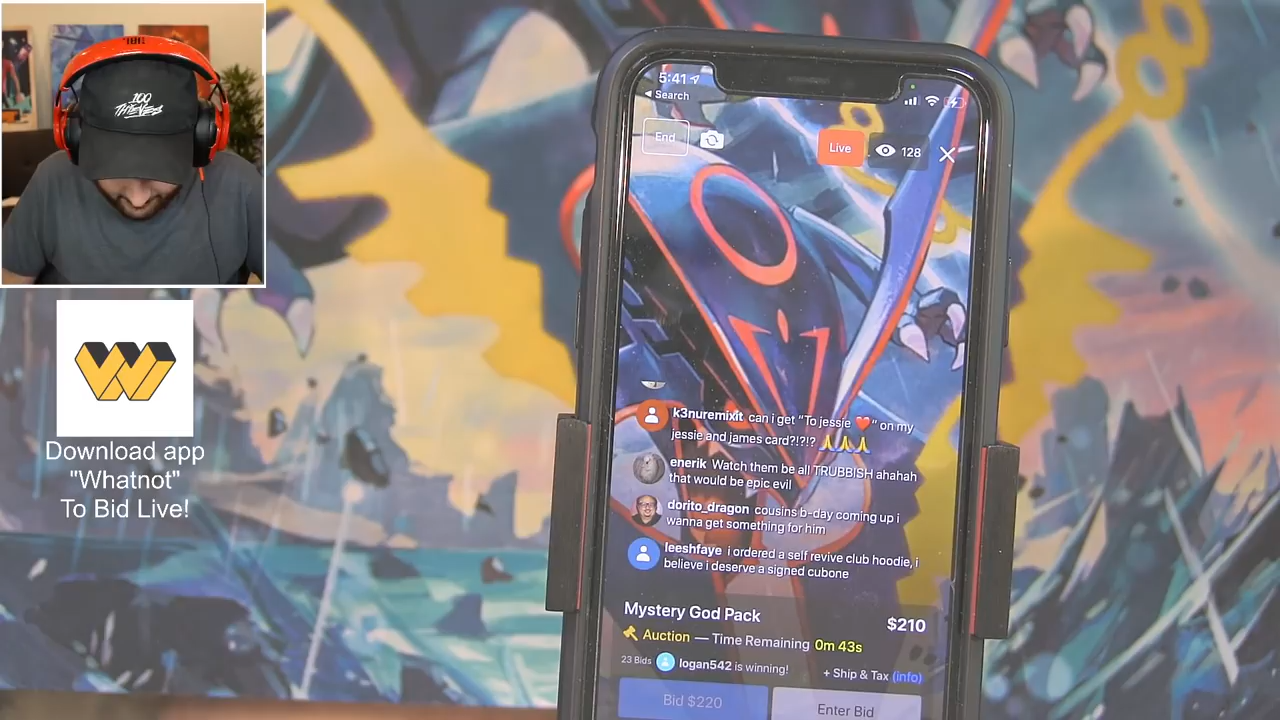 JBL
100
THIEVES
Download app
"Whatnot"
To Bid Live!
5:41
Search
End
Live
128
k3nuremixit can i get “To jessie ❤️” on my
jessie and james card?!?!? 🙏🙏🙏
enerik Watch them be all TRUBBISH ahahah
that would be epic evil
dorito_dragon cousins b-day coming up i
wanna get something for him
leeshfaye i ordered a self revive club hoodie, i
believe i deserve a signed cubone
Mystery God Pack
$210
Auction — Time Remaining 0m 43s
23 Bids logan542 is winning! + Ship & Tax (info)
Bid $220
Enter Bid